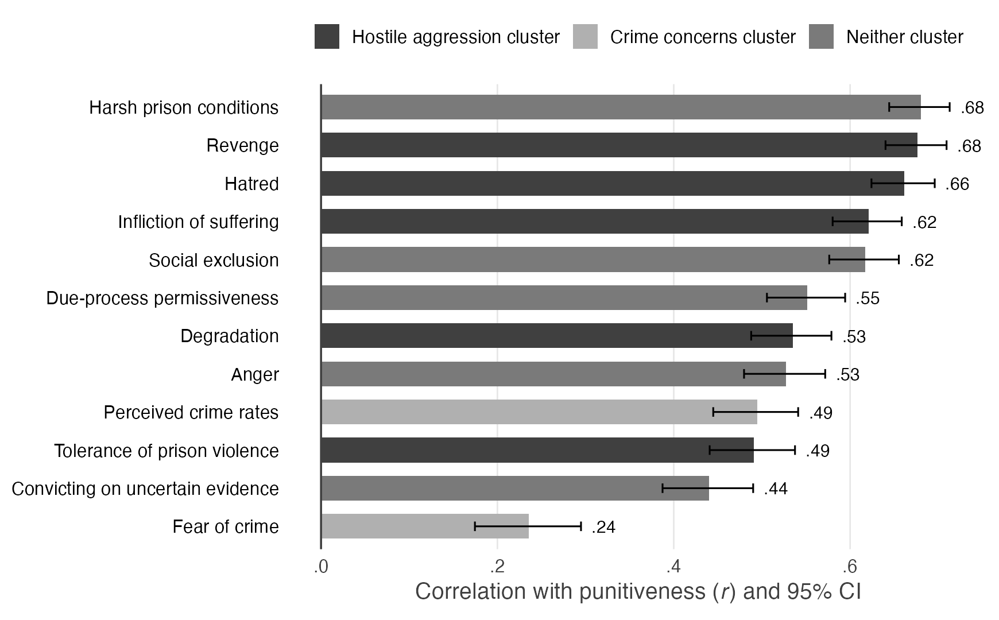 Hostile aggression cluster Crime concerns cluster Neither cluster
Harsh prison conditions .68
Revenge .68
Hatred .66
Infliction of suffering .62
Social exclusion .62
Due-process permissiveness .55
Degradation .53
Anger .53
Perceived crime rates .49
Tolerance of prison violence .49
Convicting on uncertain evidence .44
Fear of crime .24
.0 .2 .4 .6
Correlation with punitiveness (r) and 95% CI